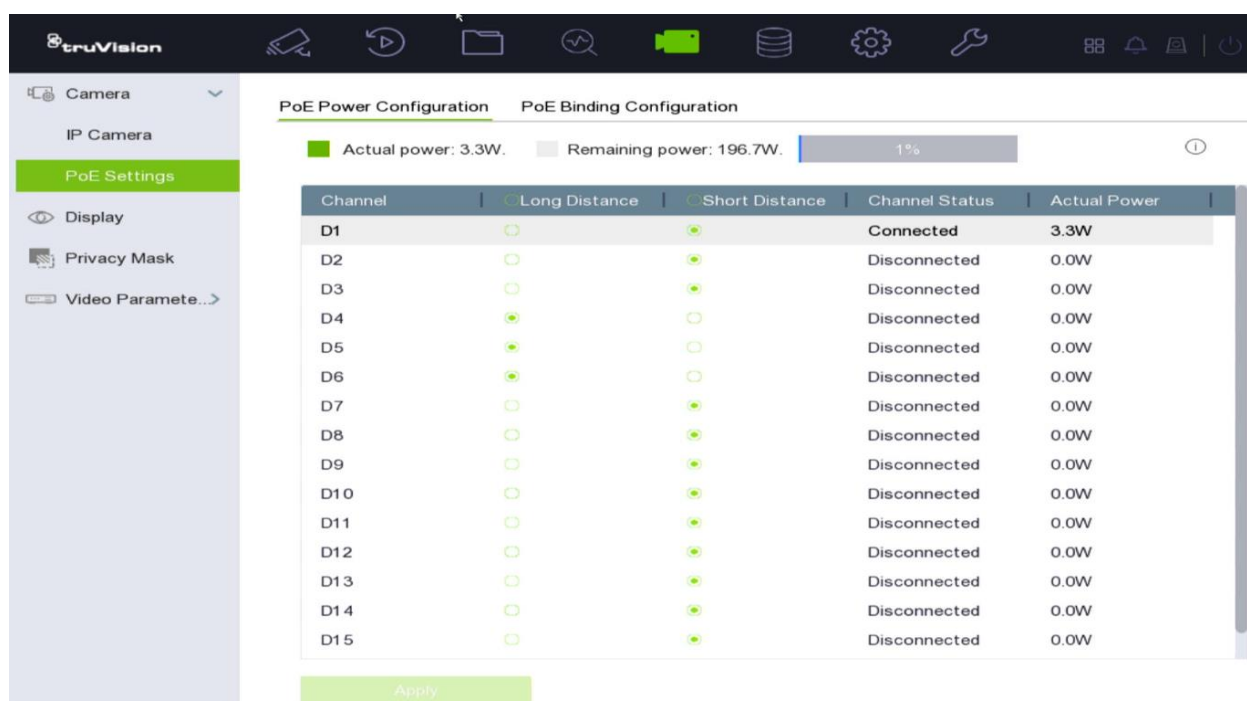 truVision
Camera
IP Camera
PoE Settings
Display
Privacy Mask
Video Paramete...
PoE Power Configuration PoE Binding Configuration
Actual power: 3.3W. Remaining power: 196.7W. 1%
Channel Long Distance Short Distance Channel Status Actual Power
D1 Connected 3.3W
D2 Disconnected 0.0W
D3 Disconnected 0.0W
D4 Disconnected 0.0W
D5 Disconnected 0.0W
D6 Disconnected 0.0W
D7 Disconnected 0.0W
D8 Disconnected 0.0W
D9 Disconnected 0.0W
D10 Disconnected 0.0W
D11 Disconnected 0.0W
D12 Disconnected 0.0W
D13 Disconnected 0.0W
D14 Disconnected 0.0W
D15 Disconnected 0.0W
Apply